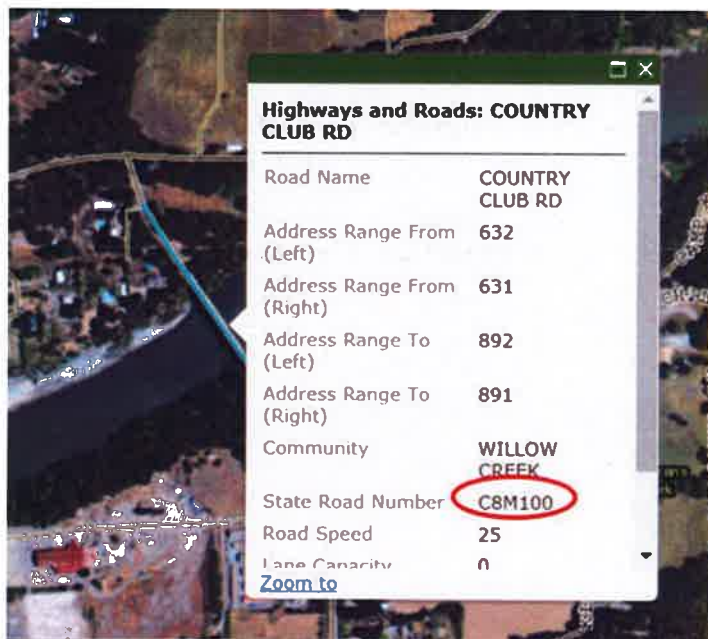 Highways and Roads: COUNTRY
CLUB RD
Road Name COUNTRY
CLUB RD
Address Range From 632
(Left)
Address Range From 631
(Right)
Address Range To 892
(Left)
Address Range To 891
(Right)
Community WILLOW
CREEK
State Road Number C8M100
Road Speed 25
Lane Capacity 0
Zoom to